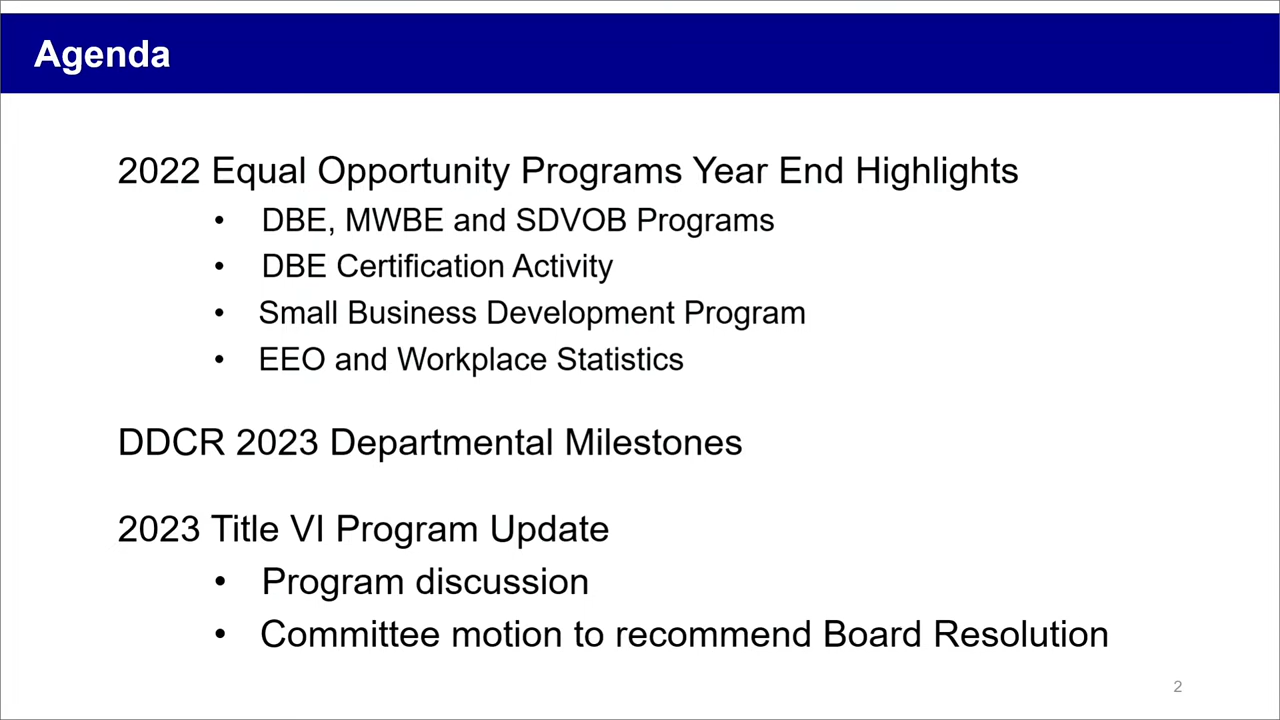 Agenda
2022 Equal Opportunity Programs Year End Highlights
• DBE, MWBE and SDVOB Programs
• DBE Certification Activity
• Small Business Development Program
• EEO and Workplace Statistics
DDCR 2023 Departmental Milestones
2023 Title VI Program Update
• Program discussion
• Committee motion to recommend Board Resolution
2